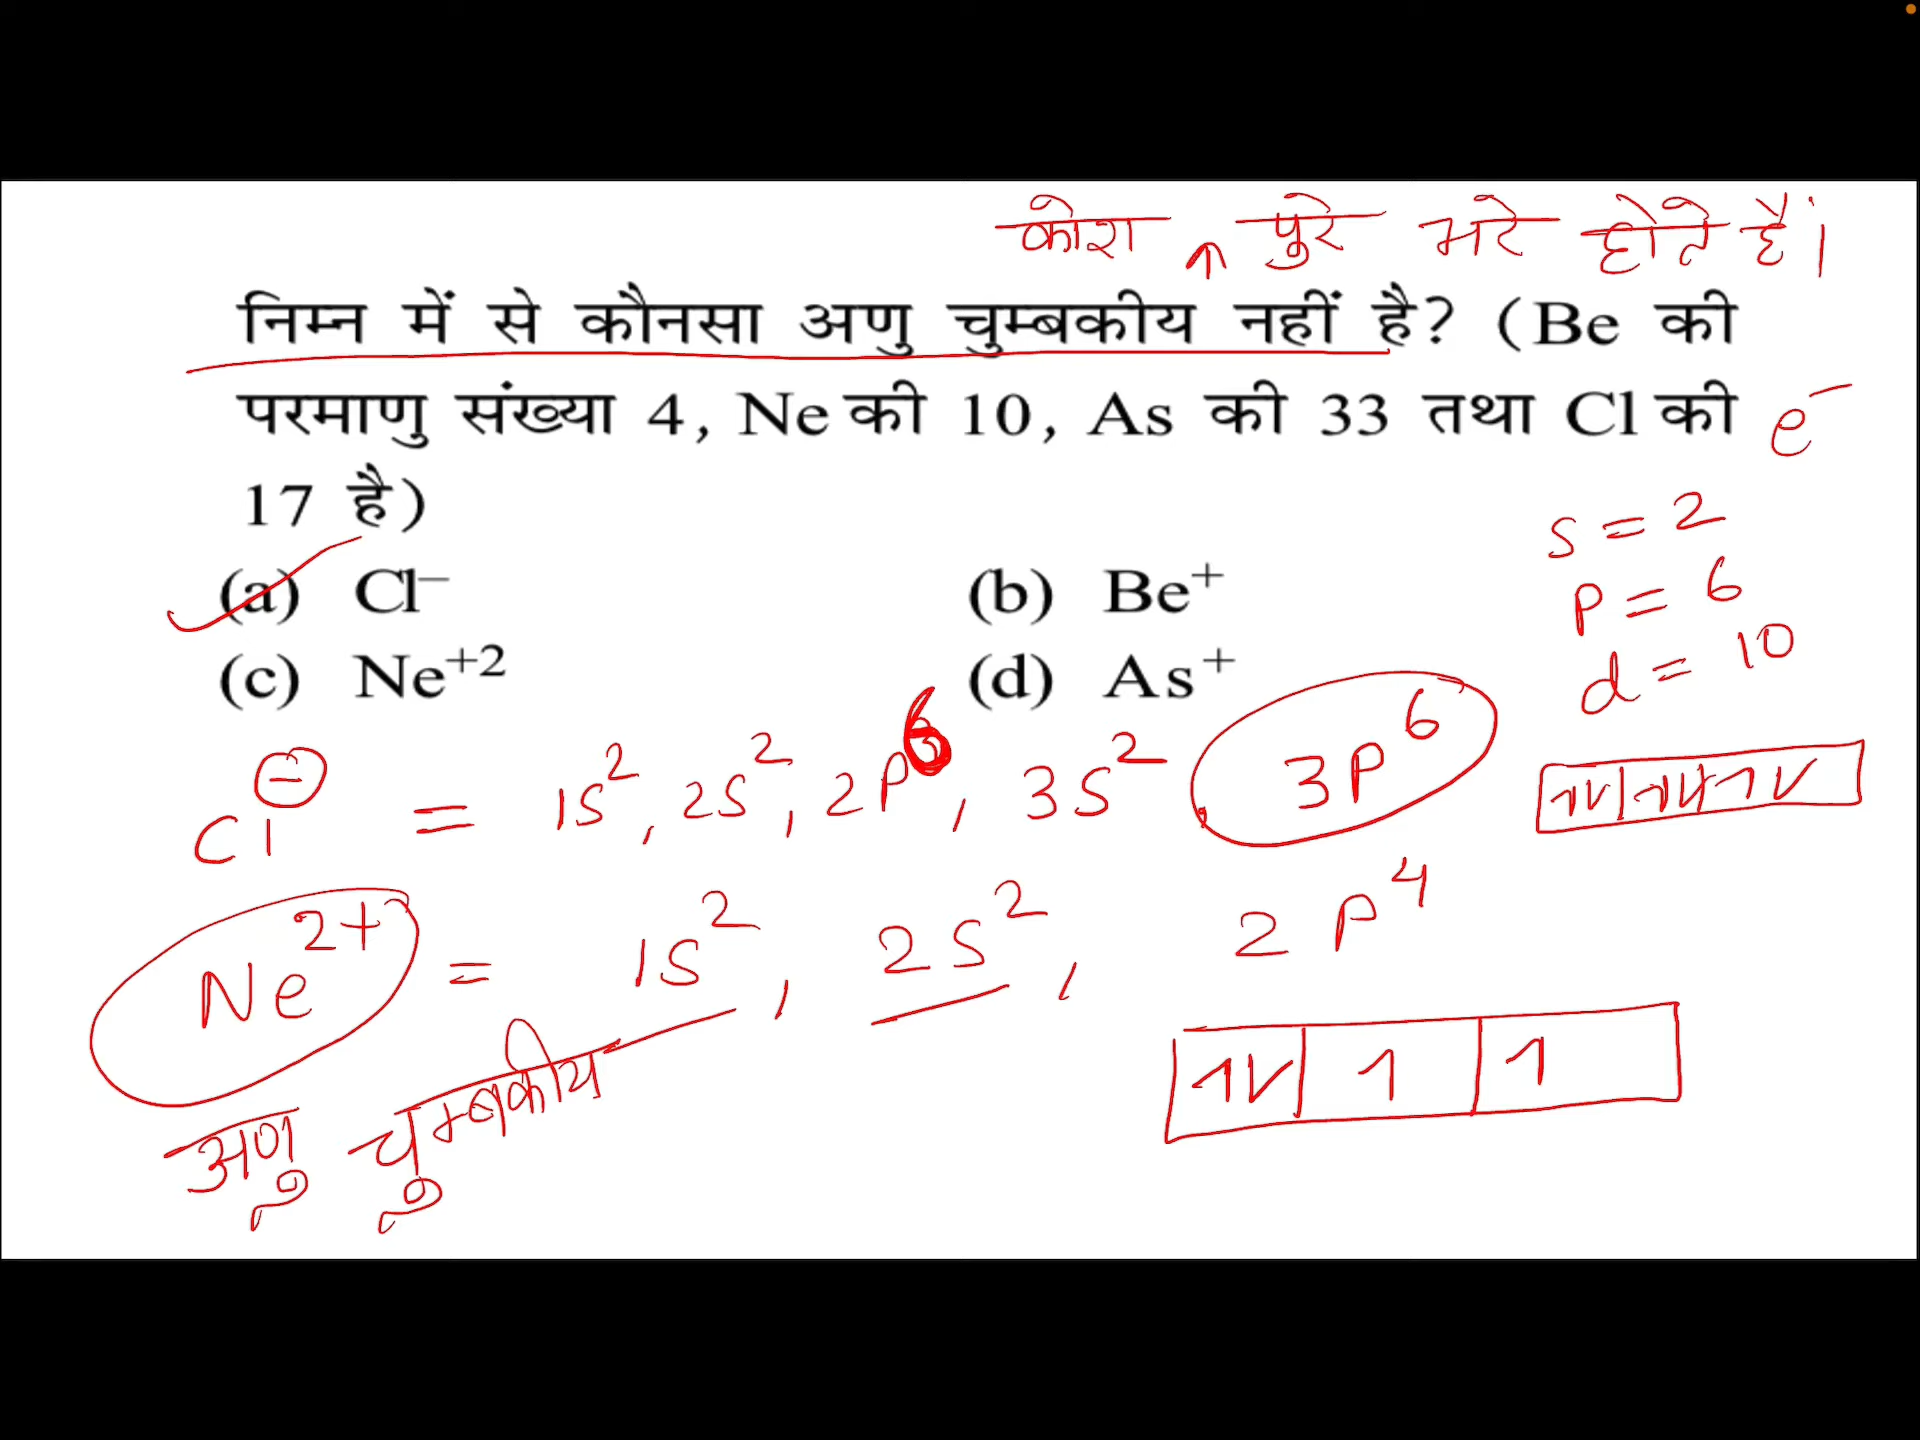 कोश पुरे भरे होते हैं।
निम्न में से कौनसा अणु चुम्बकीय नहीं है? (Be की
परमाणु संख्या 4, Ne की 10, As की 33 तथा Cl की e⁻
17 है)
s = 2
(a) Cl⁻ (b) Be⁺
p = 6
(c) Ne⁺² (d) As⁺
d = 10
Cl⁻ = 1s², 2s², 2p⁶, 3s² 3p⁶
Ne²⁺ = 1s², 2s², 2p⁴
अणु चुम्बकीय